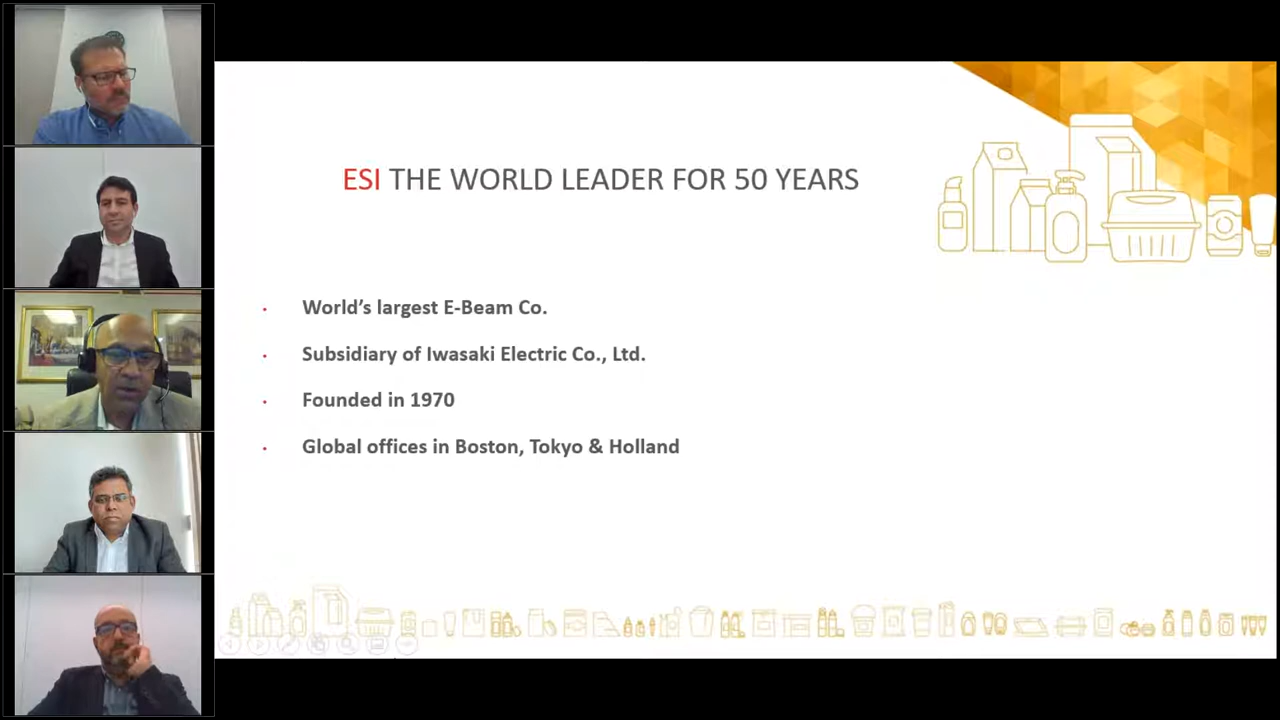 ESI THE WORLD LEADER FOR 50 YEARS
World’s largest E-Beam Co.
Subsidiary of Iwasaki Electric Co., Ltd.
Founded in 1970
Global offices in Boston, Tokyo & Holland